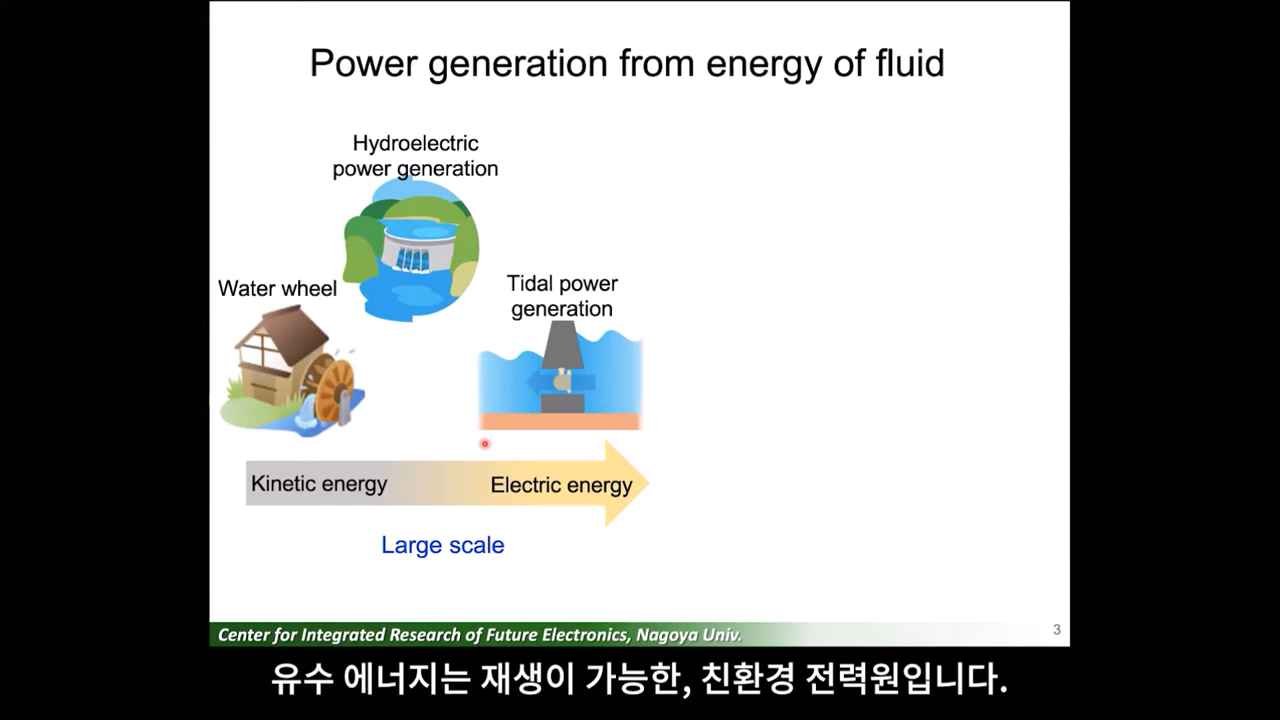 Power generation from energy of fluid
Hydroelectric
power generation
Water wheel
Tidal power
generation
Kinetic energy
Electric energy
Large scale
Center for Integrated Research of Future Electronics, Nagoya Univ.
3
유수 에너지는 재생이 가능한, 친환경 전력원입니다.